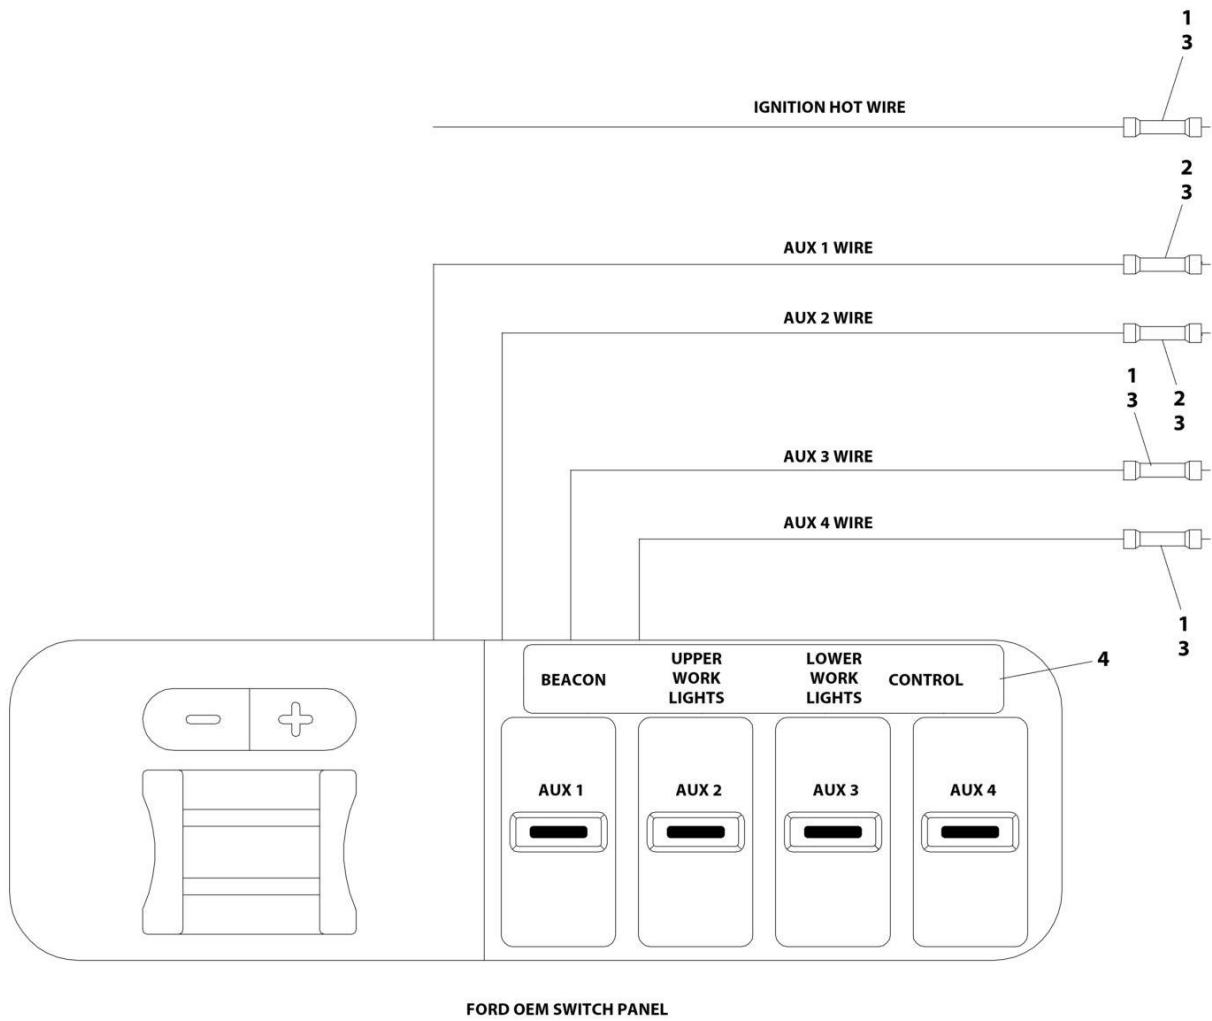 1
3
IGNITION HOT WIRE
2
3
AUX 1 WIRE
AUX 2 WIRE
1
3
2
3
AUX 3 WIRE
AUX 4 WIRE
1
3
4
BEACON
UPPER
WORK
LIGHTS
LOWER
WORK
LIGHTS
CONTROL
AUX 1
AUX 2
AUX 3
AUX 4
FORD OEM SWITCH PANEL